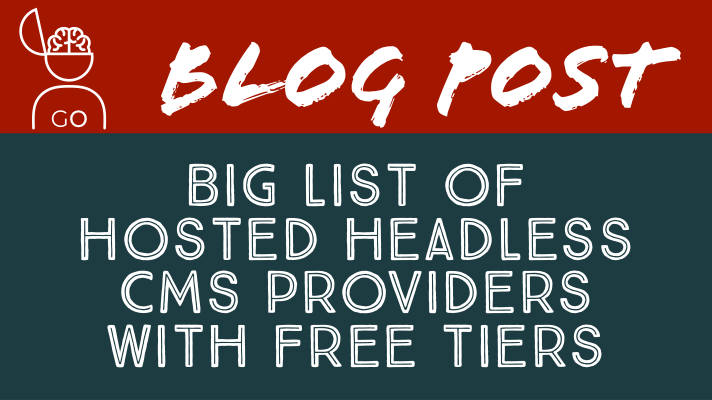 GO
BLOG POST
BIG LIST OF
HOSTED HEADLESS
CMS PROVIDERS
WITH FREE TIERS